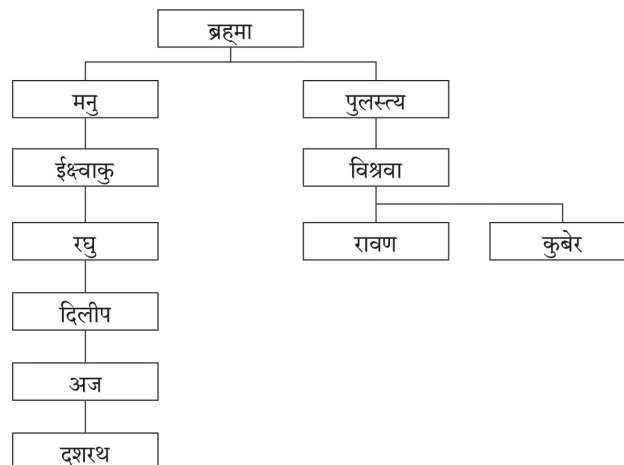 ब्रह्मा
मनु
पुलस्त्य
ईक्ष्वाकु
विश्रवा
रघु
रावण
कुबेर
दिलीप
अज
दशरथ